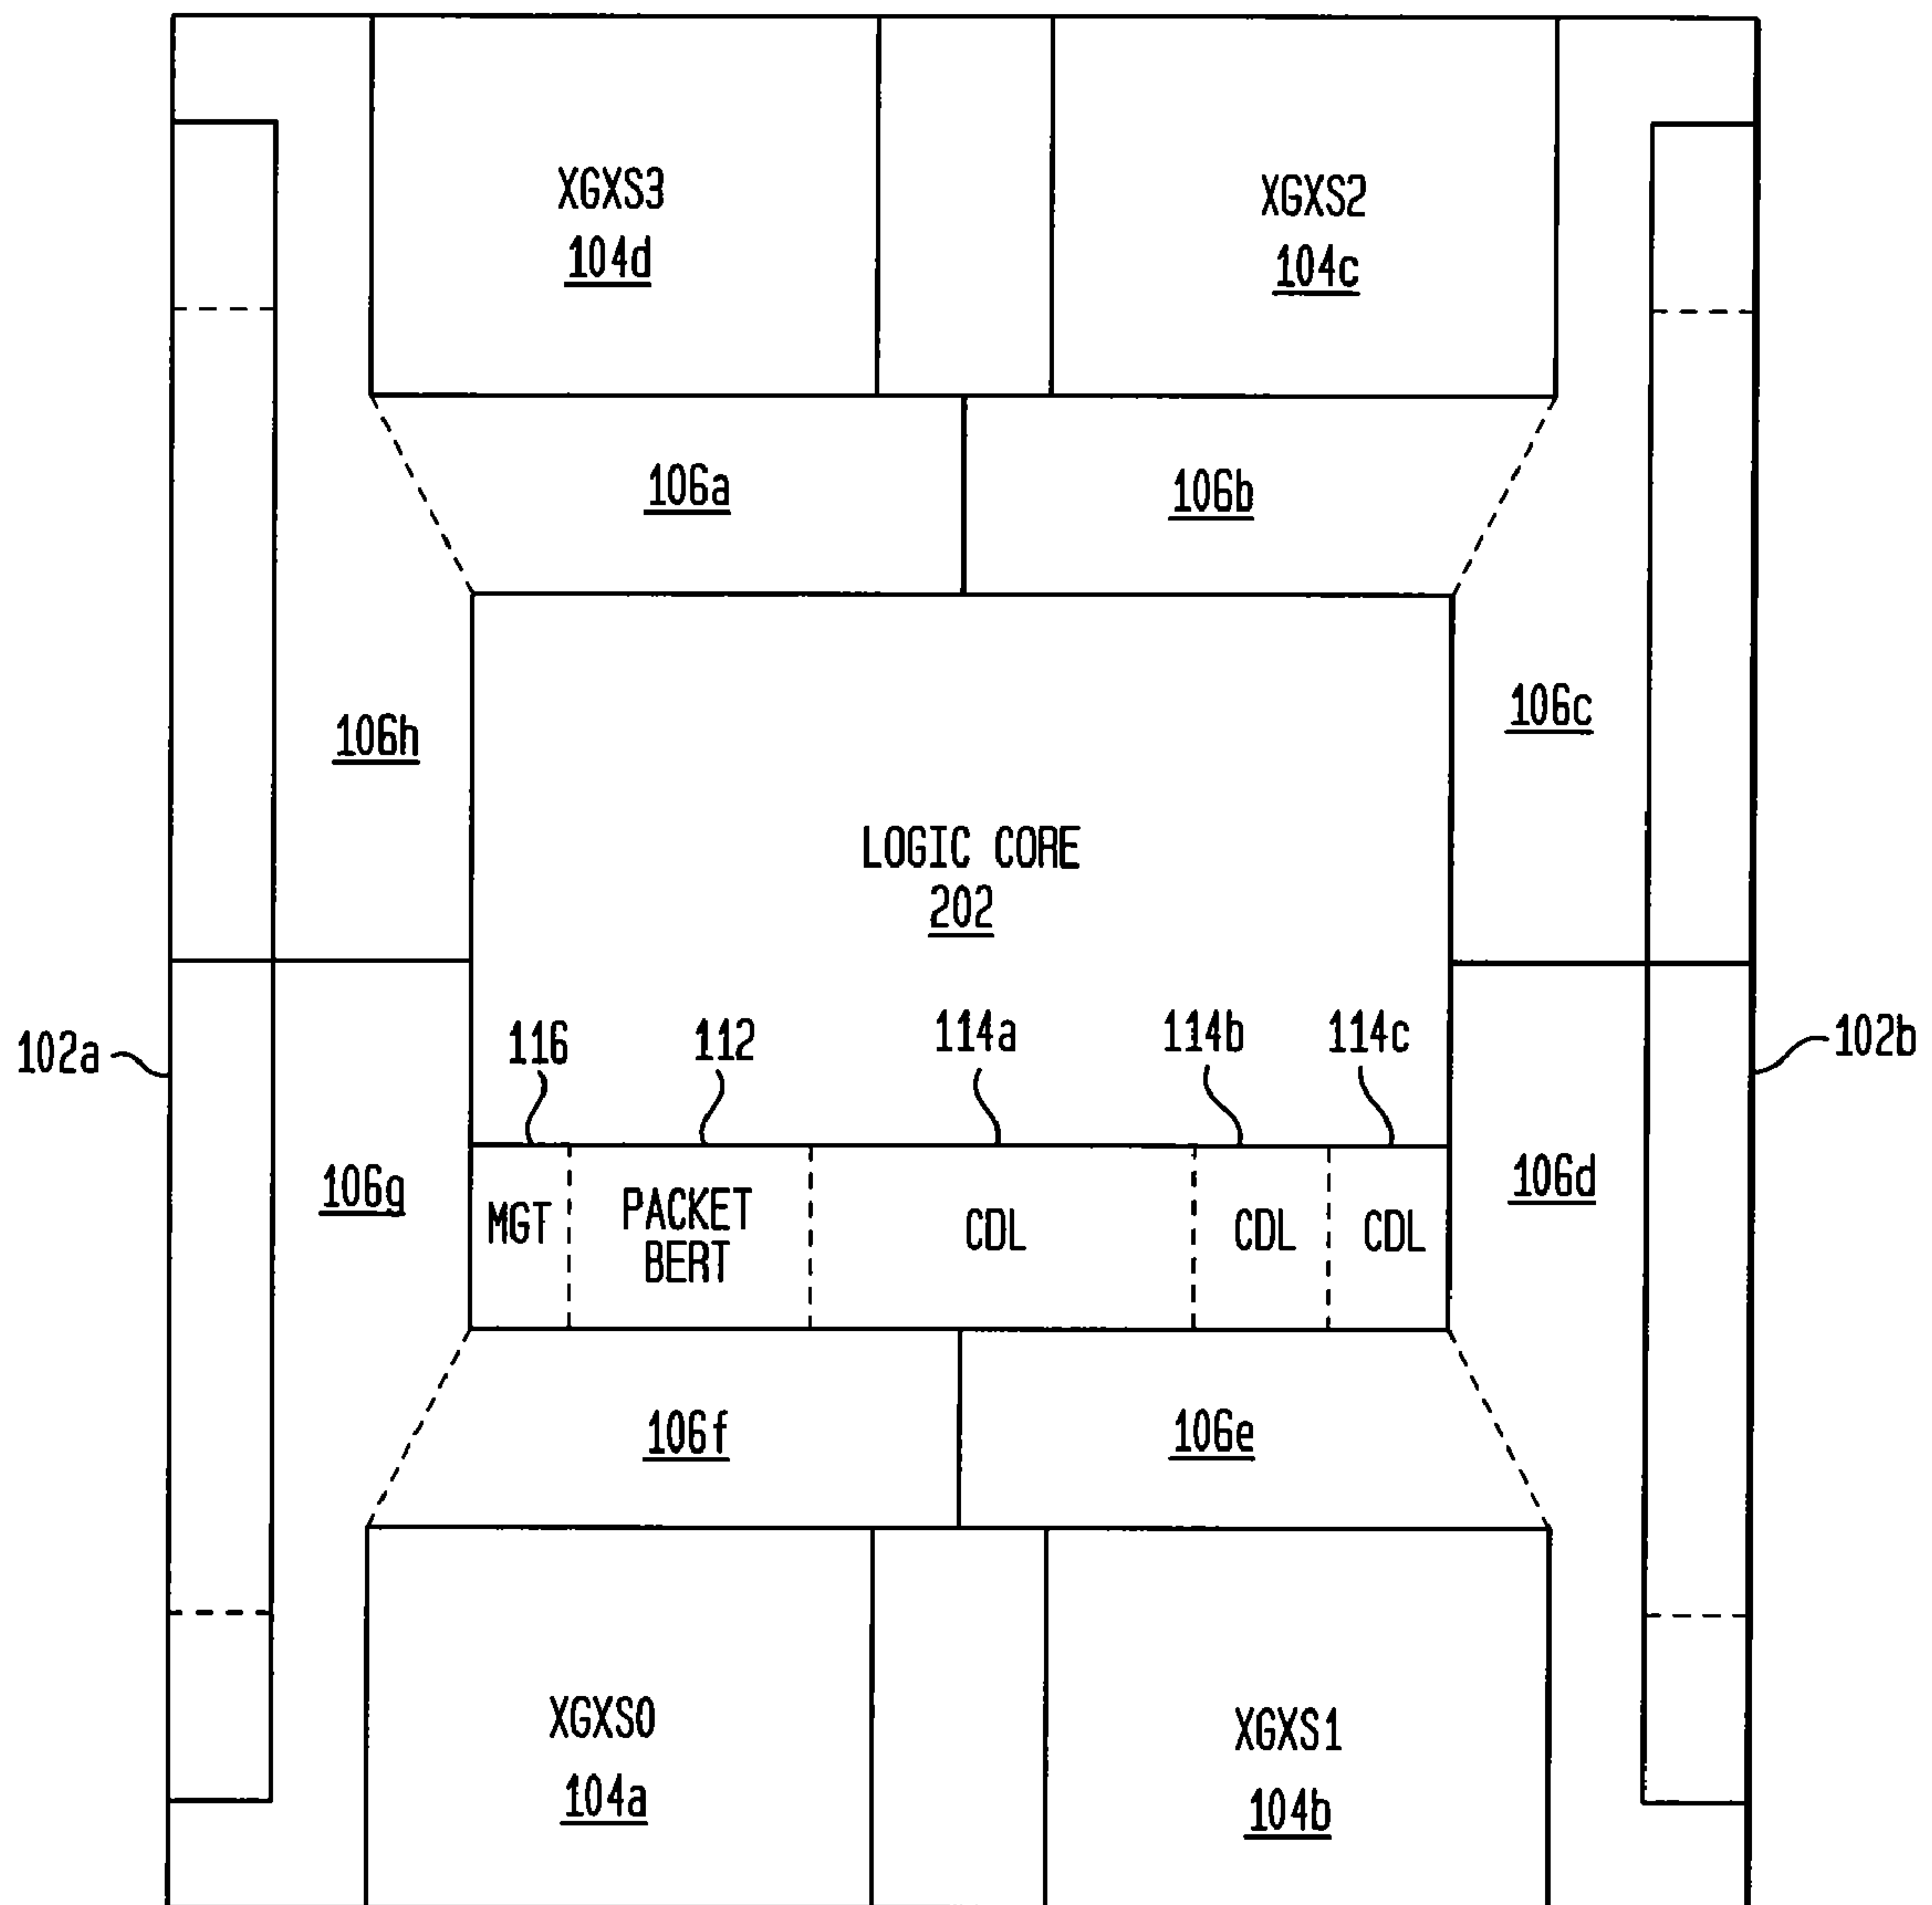 XGXS3
104d
XGXS2
104c
106a
106b
106h
106c
LOGIC CORE
202
102a
116
112
114a
114b
114c
102b
106g
MGT
PACKET
BERT
CDL
CDL
CDL
106d
106f
106e
XGXS0
104a
XGXS1
104b